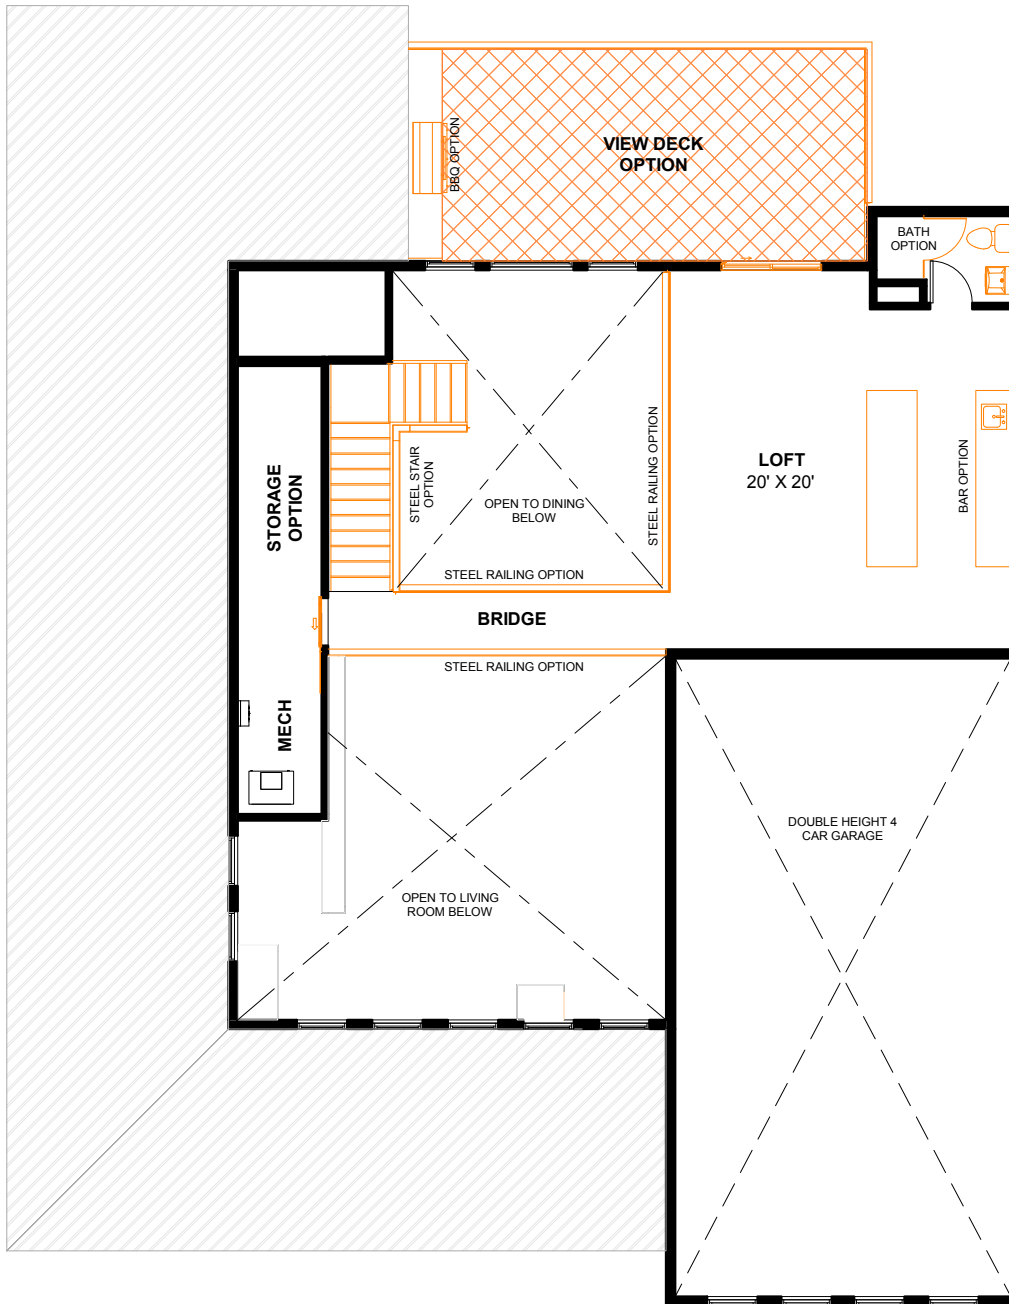 VIEW DECK
OPTION
BBQ OPTION
BATH
OPTION
STORAGE
OPTION
STEEL STAIR
OPTION
OPEN TO DINING
BELOW
STEEL RAILING OPTION
LOFT
20' X 20'
BAR OPTION
STEEL RAILING OPTION
BRIDGE
STEEL RAILING OPTION
MECH
DOUBLE HEIGHT 4
CAR GARAGE
OPEN TO LIVING
ROOM BELOW